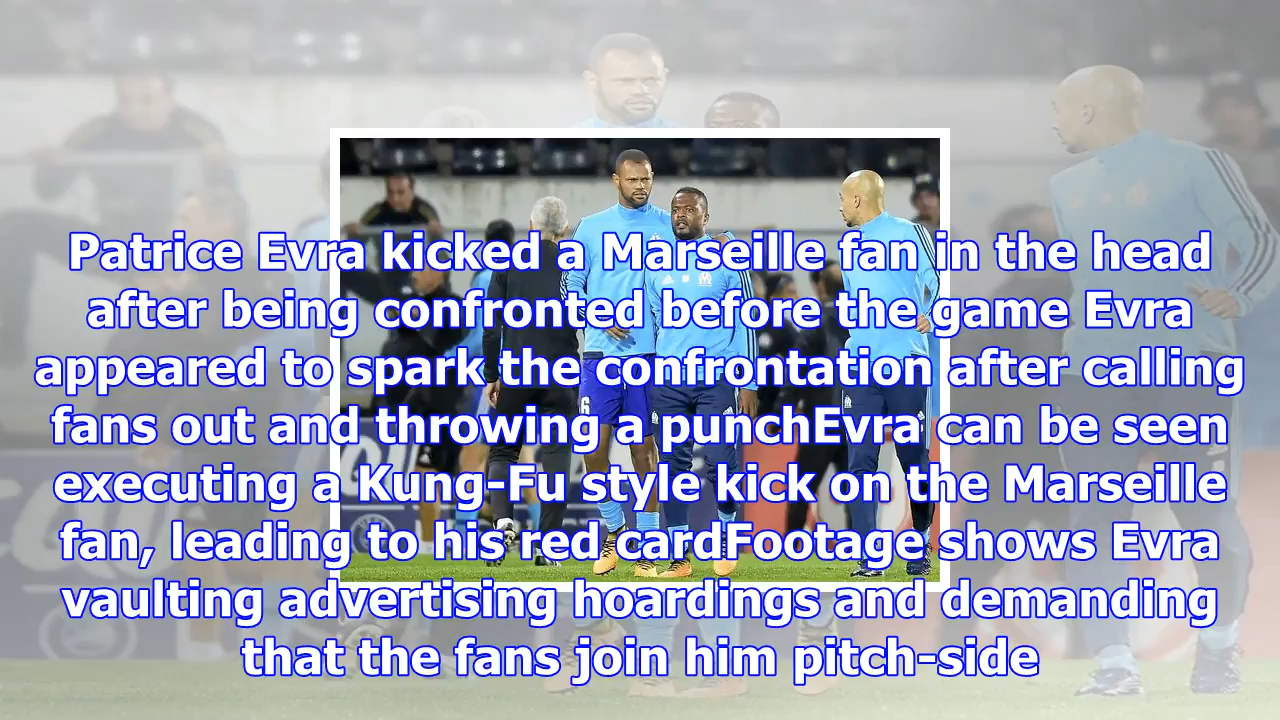 Patrice Evra kicked a Marseille fan in the head
after being confronted before the game Evra
appeared to spark the confrontation after calling
fans out and throwing a punchEvra can be seen
executing a Kung-Fu style kick on the Marseille
fan, leading to his red cardFootage shows Evra
vaulting advertising hoardings and demanding
that the fans join him pitch-side